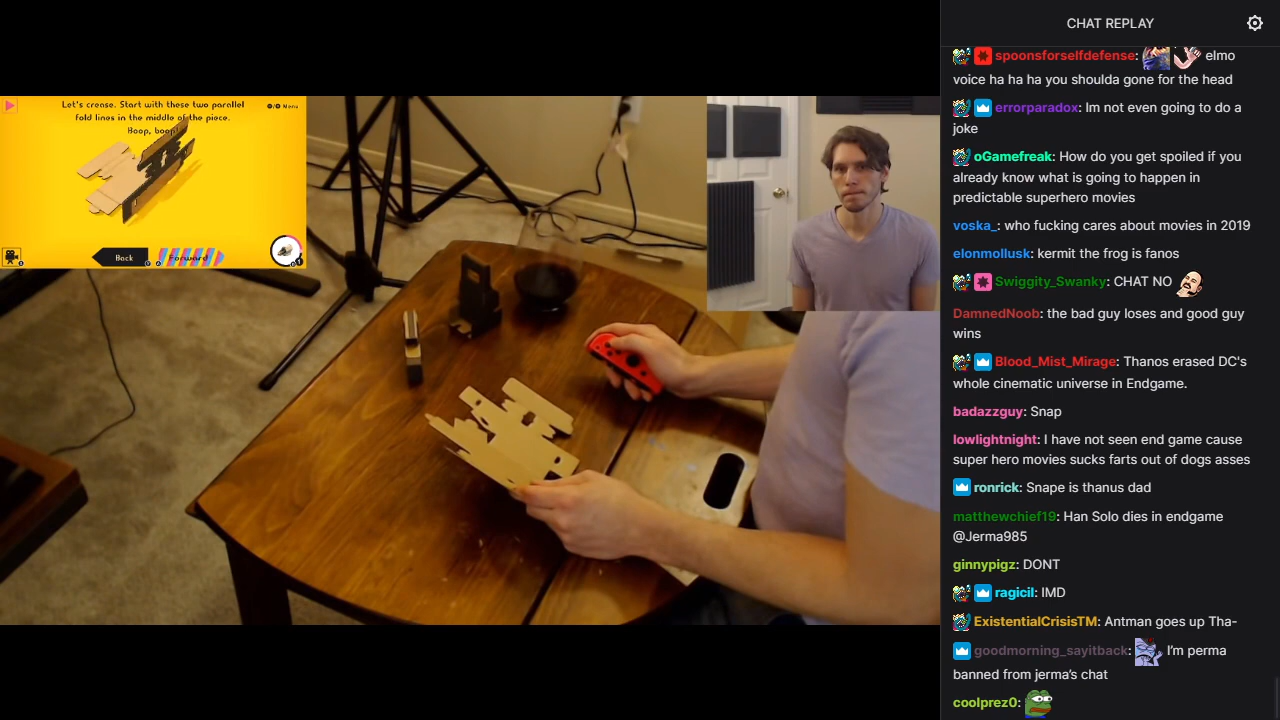 Let's crease. Start with these two parallel
fold lines in the middle of the piece.
Boop, boop!
Menu
Back
Forward
CHAT REPLAY
spoonsforselfdefense: elmo
voice ha ha ha you shoulda gone for the head
errorparadox: Im not even going to do a
joke
oGamefreak: How do you get spoiled if you
already know what is going to happen in
predictable superhero movies
voska_: who fucking cares about movies in 2019
elonmollusk: kermit the frog is fanos
Swiggity_Swanky: CHAT NO
DamnedNoob: the bad guy loses and good guy
wins
Blood_Mist_Mirage: Thanos erased DC's
whole cinematic universe in Endgame.
badazzguy: Snap
lowlightnight: I have not seen end game cause
super hero movies sucks farts out of dogs asses
ronrick: Snape is thanus dad
matthewchief19: Han Solo dies in endgame
@Jerma985
ginnypigz: DONT
ragicil: IMD
ExistentialCrisisTM: Antman goes up Tha-
goodmorning_sayitback: I'm perma
banned from jerma's chat
coolprez0: